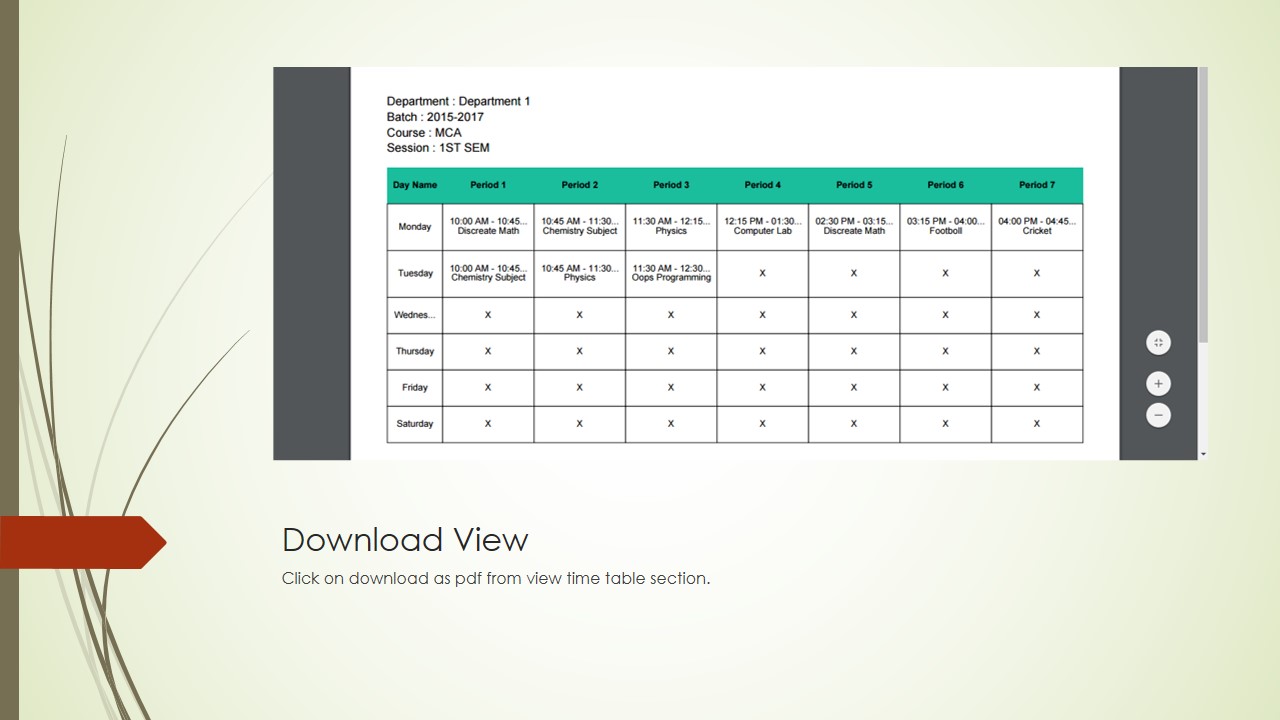 Department : Department 1
Batch : 2015-2017
Course : MCA
Session : 1ST SEM
Day Name Period 1 Period 2 Period 3 Period 4 Period 5 Period 6 Period 7
Monday 10:00 AM - 10:45... 10:45 AM - 11:30... 11:30 AM - 12:15... 12:15 PM - 01:30... 02:30 PM - 03:15... 03:15 PM - 04:00... 04:00 PM - 04:45...
Discreate Math Chemistry Subject Physics Computer Lab Discreate Math Footboll Cricket
Tuesday 10:00 AM - 10:45... 10:45 AM - 11:30... 11:30 AM - 12:30... X X X X
Chemistry Subject Physics Oops Programming
Wednes... X X X X X X X
Thursday X X X X X X X
Friday X X X X X X X
Saturday X X X X X X X
Download View
Click on download as pdf from view time table section.